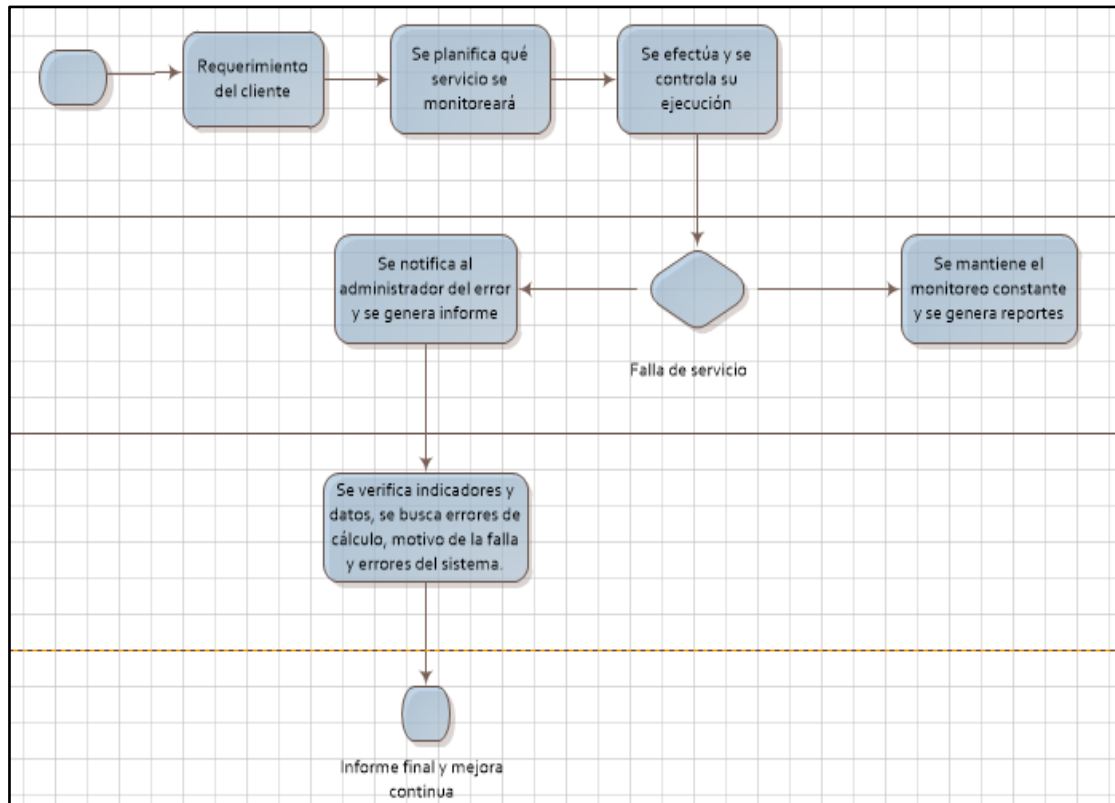 Requerimiento
del cliente
Se planifica qué
servicio se
monitoreará
Se efectúa y se
controla su
ejecución
Se notifica al
administrador del error
y se genera informe
Falla de servicio
Se mantiene el
monitoreo constante
y se genera reportes
Se verifica indicadores y
datos, se busca errores de
cálculo, motivo de la falla
y errores del sistema.
Informe final y mejora
continua